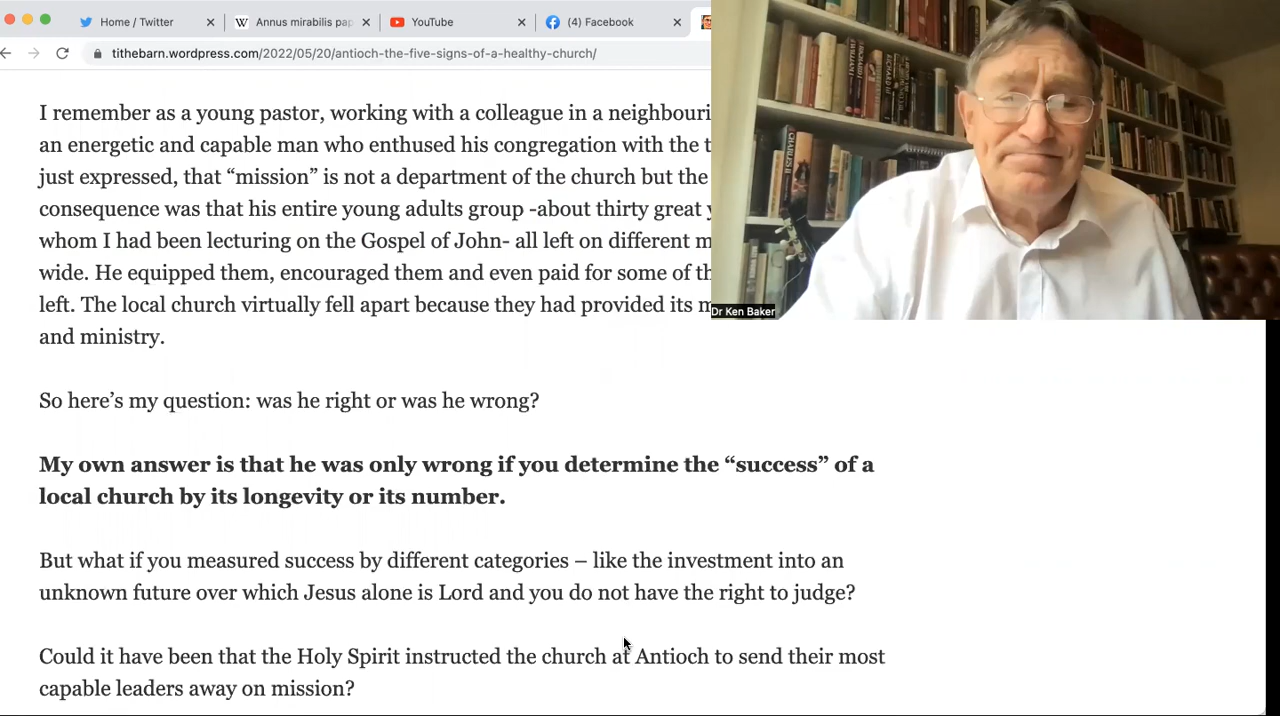 Home / Twitter
Annus mirabilis pap
YouTube
(4) Facebook
tithebarn.wordpress.com/2022/05/20/antioch-the-five-signs-of-a-healthy-church/
I remember as a young pastor, working with a colleague in a neighbouri
an energetic and capable man who enthused his congregation with the t
just expressed, that “mission” is not a department of the church but the
consequence was that his entire young adults group -about thirty great y
whom I had been lecturing on the Gospel of John- all left on different m
wide. He equipped them, encouraged them and even paid for some of th
left. The local church virtually fell apart because they had provided its m
and ministry.
So here’s my question: was he right or was he wrong?
My own answer is that he was only wrong if you determine the “success” of a
local church by its longevity or its number.
But what if you measured success by different categories – like the investment into an
unknown future over which Jesus alone is Lord and you do not have the right to judge?
Could it have been that the Holy Spirit instructed the church at Antioch to send their most
capable leaders away on mission?
CHARLES II
RICHARD III
Dr Ken Baker